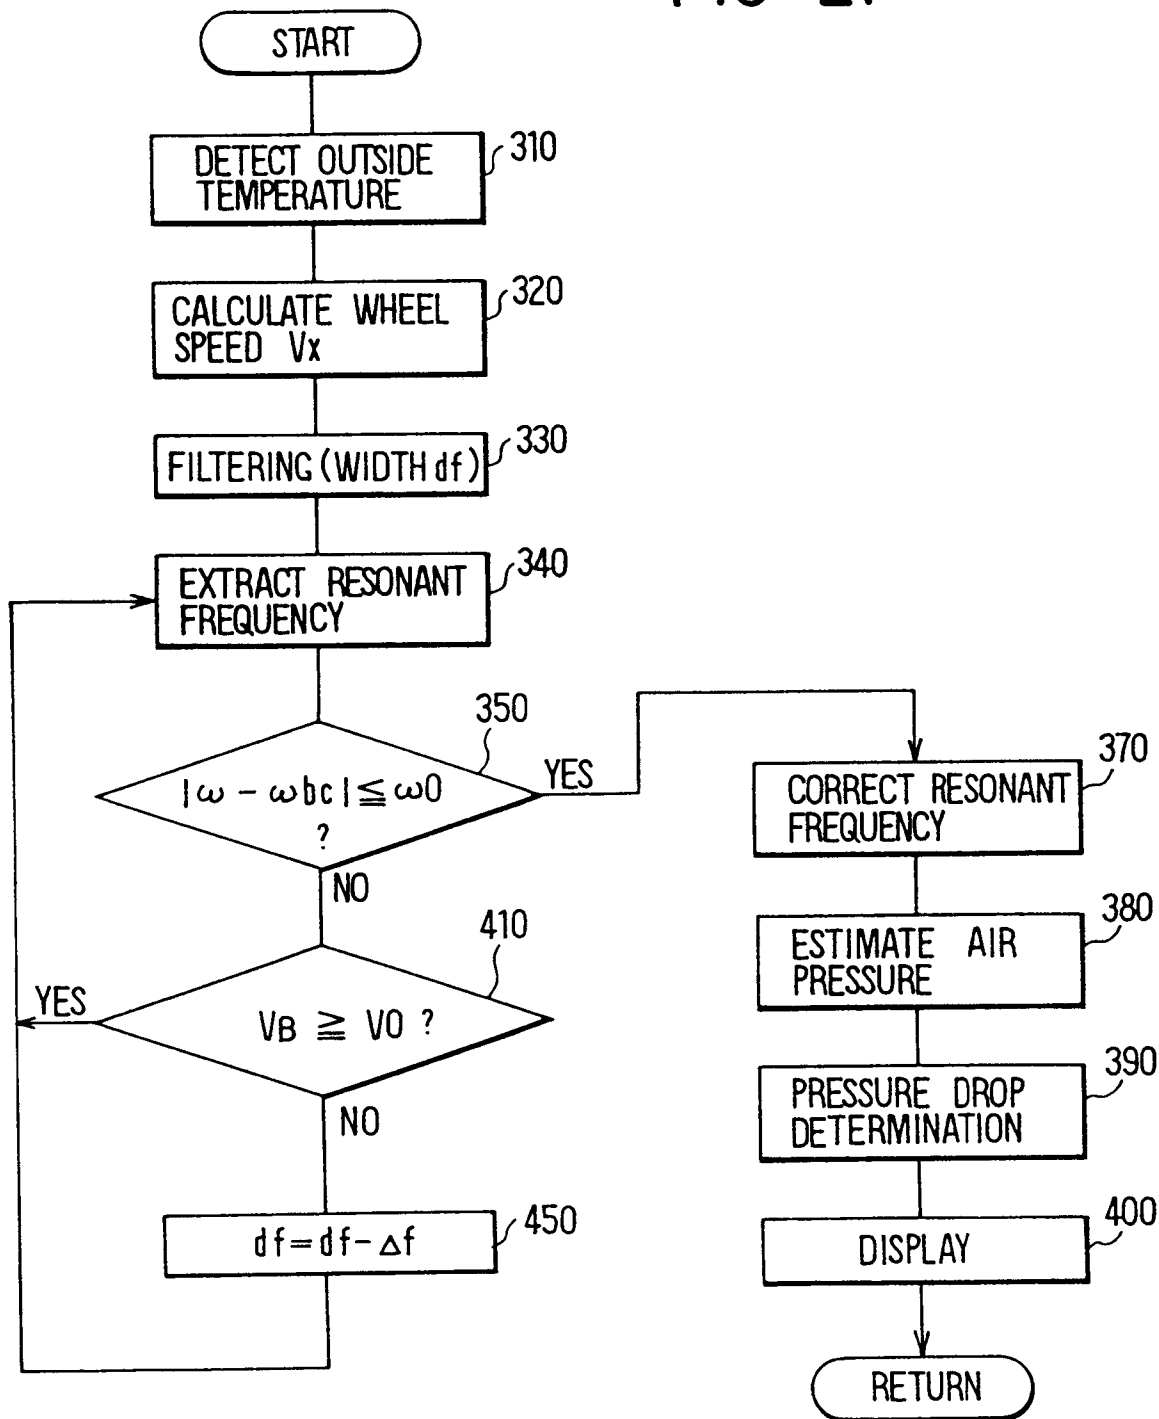 START
310
DETECT OUTSIDE
TEMPERATURE
320
CALCULATE WHEEL
SPEED Vx
330
FILTERING (WIDTH df)
340
EXTRACT RESONANT
FREQUENCY
350
|ω - ωbc| ≦ ω0
?
YES
NO
410
VB ≧ V0 ?
YES
NO
450
df=df-Δf
370
CORRECT RESONANT
FREQUENCY
380
ESTIMATE AIR
PRESSURE
390
PRESSURE DROP
DETERMINATION
400
DISPLAY
RETURN